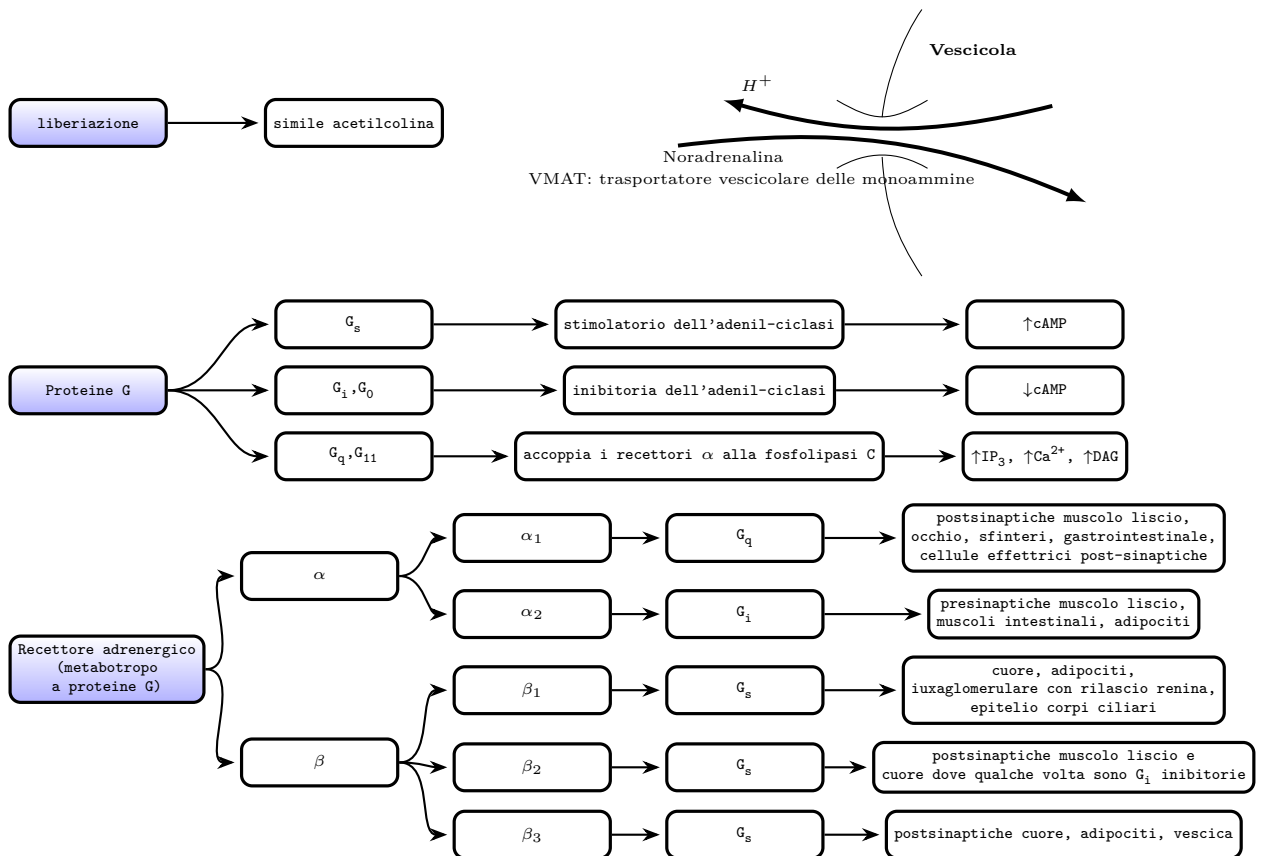 Vescicola
H⁺
liberiazione
simile acetilcolina
Noradrenalina
VMAT: trasportatore vescicolare delle monoammine
Gₛ
stimolatorio dell'adenil-ciclasi
↑cAMP
Proteine G
Gᵢ,G₀
inibitoria dell'adenil-ciclasi
↓cAMP
G_q,G₁₁
accoppia i recettori α alla fosfolipasi C
↑IP₃, ↑Ca²⁺, ↑DAG
Recettore adrenergico
(metabotropo
a proteine G)
α
α₁
G_q
postsinaptiche muscolo liscio,
occhio, sfinteri, gastrointestinale,
cellule effettrici post-sinaptiche
α₂
Gᵢ
presinaptiche muscolo liscio,
muscoli intestinali, adipociti
β
β₁
Gₛ
cuore, adipociti,
iuxaglomerulare con rilascio renina,
epitelio corpi ciliari
β₂
Gₛ
postsinaptiche muscolo liscio e
cuore dove qualche volta sono Gᵢ inibitorie
β₃
Gₛ
postsinaptiche cuore, adipociti, vescica